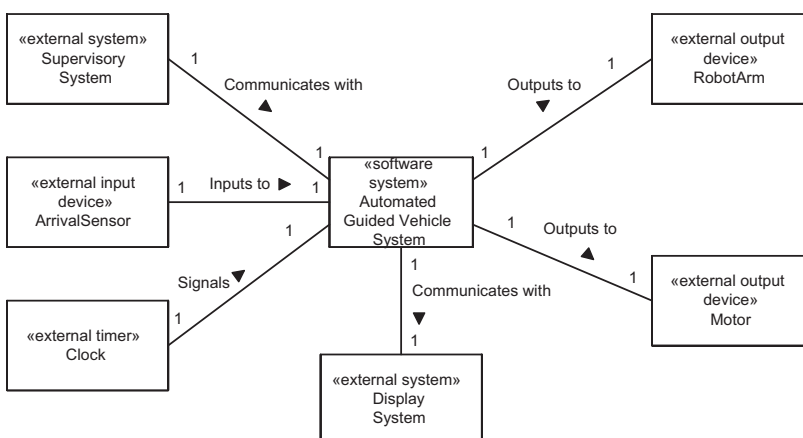 «external system»
Supervisory
System
1
Communicates with
1
«external input
device»
ArrivalSensor
1
Inputs to
1
«external timer»
Clock
1
Signals
1
«software
system»
Automated
Guided Vehicle
System
1
Outputs to
1
«external output
device»
RobotArm
1
Outputs to
1
«external output
device»
Motor
1
Communicates with
1
«external system»
Display
System